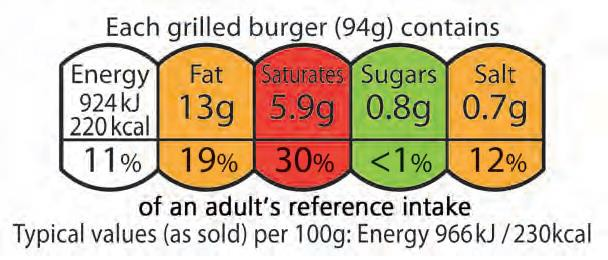 Each grilled burger (94g) contains
Energy Fat Saturates Sugars Salt
924kJ 13g 5.9g 0.8g 0.7g
220kcal
11% 19% 30% <1% 12%
of an adult's reference intake
Typical values (as sold) per 100g: Energy 966kJ / 230kcal